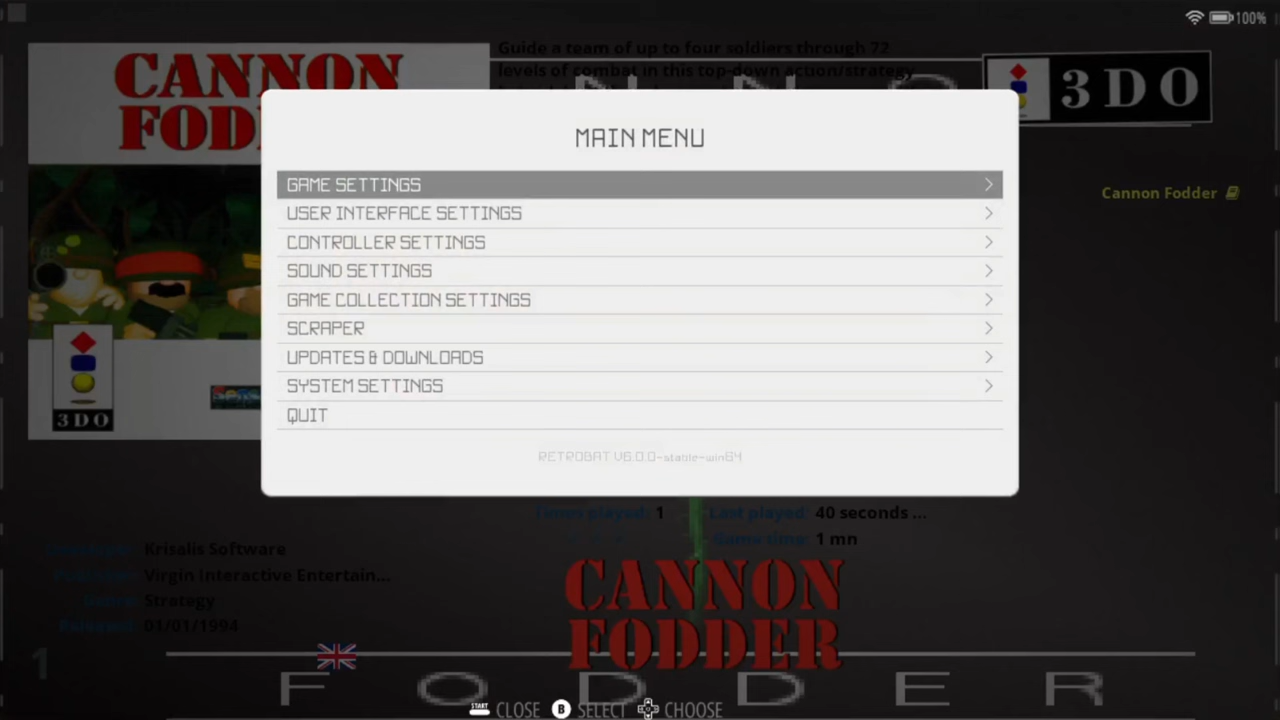 100%
Guide a team of up to four soldiers through 72
levels of combat in this top-down action/strategy
CANNON
FOD
3DO
MAIN MENU
GAME SETTINGS
USER INTERFACE SETTINGS
CONTROLLER SETTINGS
SOUND SETTINGS
GAME COLLECTION SETTINGS
SCRAPER
UPDATES & DOWNLOADS
SYSTEM SETTINGS
QUIT
RETROBAT V6.0.0-stable-win64
Cannon Fodder
3DO
Times played: 1
Last played: 40 seconds ...
Game time: 1 mn
Krisalis Software
Virgin Interactive Entertain...
Genre: Strategy
Released: 01/01/1994
CANNON
FODDER
1
FODDER
START CLOSE B SELECT CHOOSE